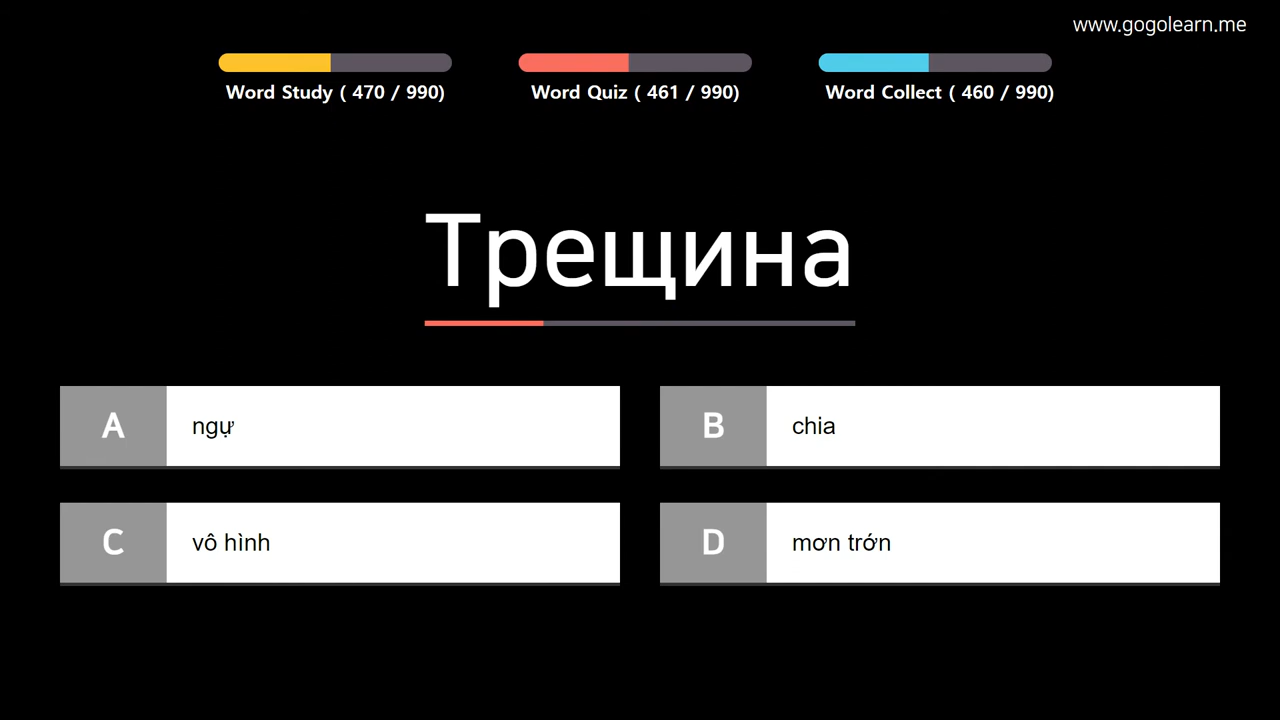 www.gogolearn.me
Word Study ( 470 / 990)
Word Quiz ( 461 / 990)
Word Collect ( 460 / 990)
Трещина
A ngự
B chia
C vô hình
D mơn trớn